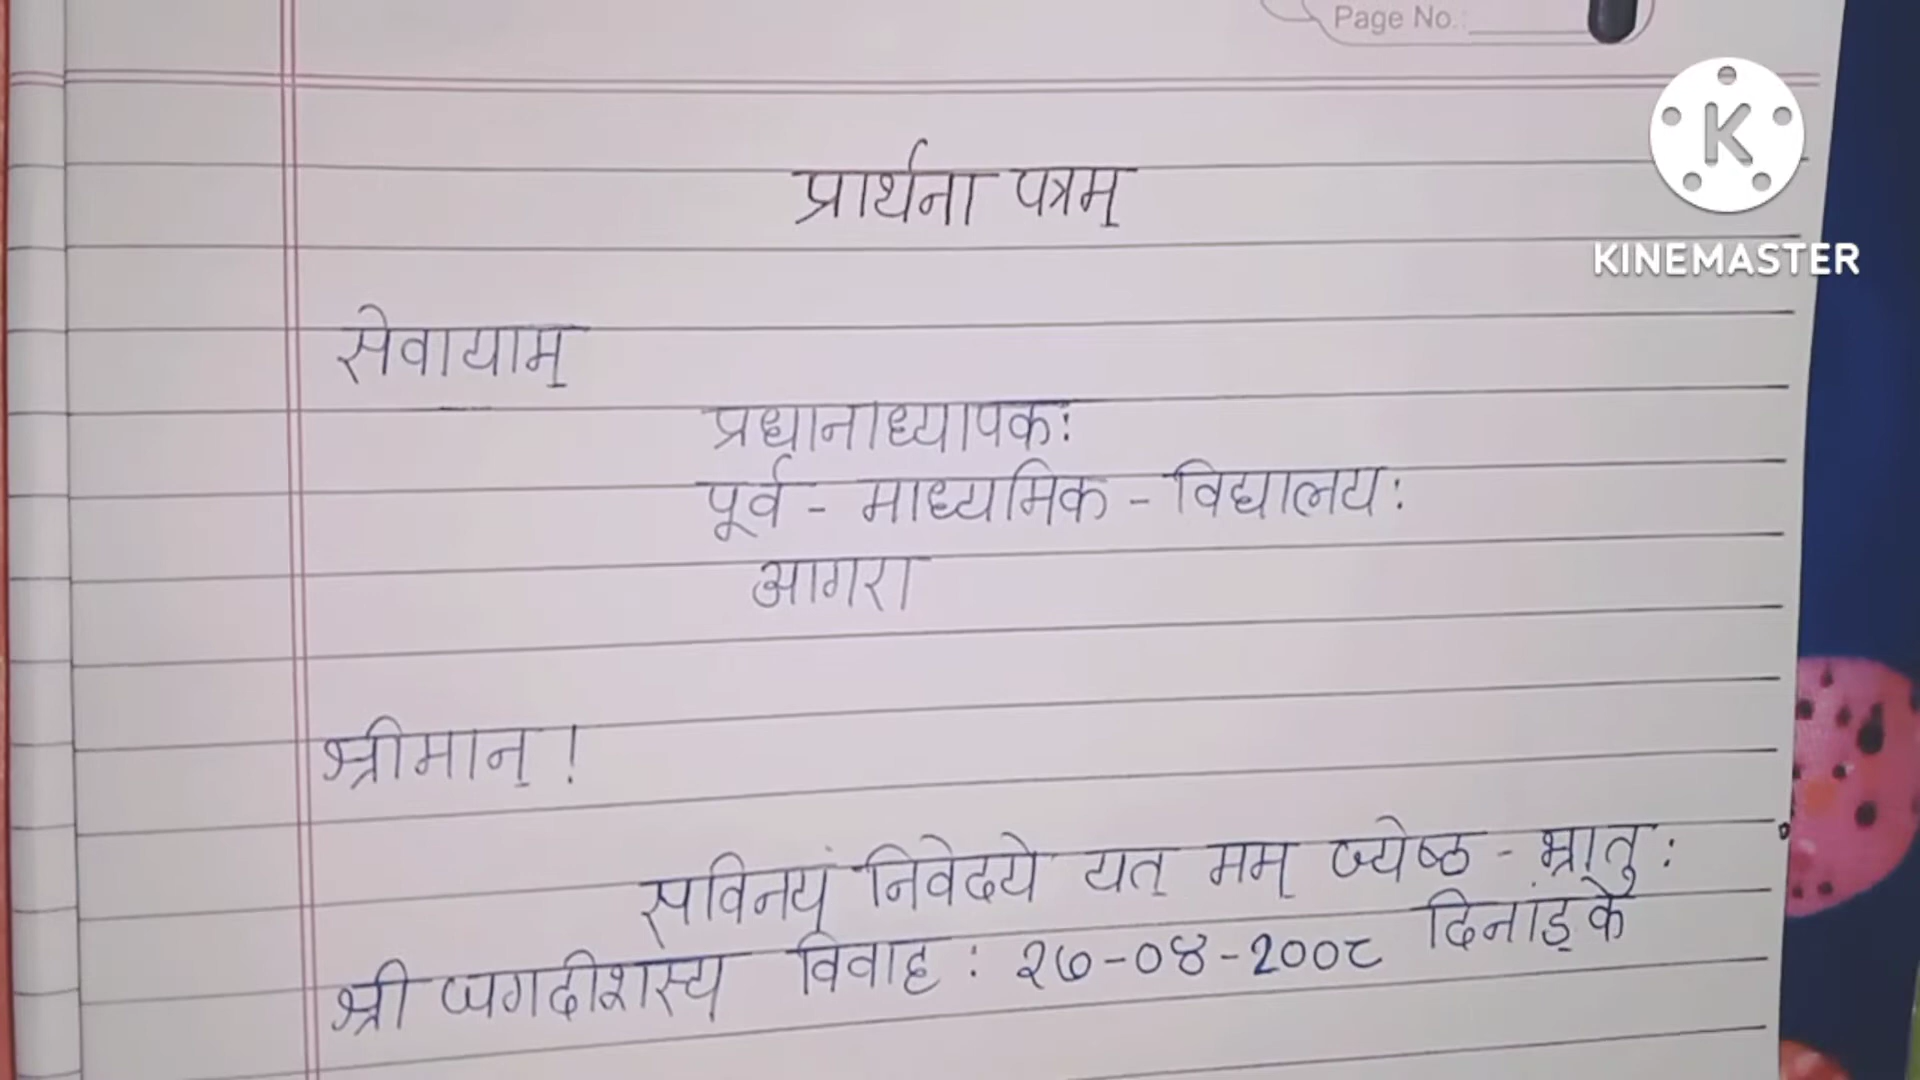 Page No.:
K
KINEMASTER
प्रार्थना पत्रम्
सेवायाम्
प्रधानाध्यापकः
पूर्व - माध्यमिक - विद्यालयः
आगरा
श्रीमान् !
सविनयं निवेदये यत् मम् ज्येष्ठ - भ्रातुः
श्री जगदीशस्य विवाहः २७-०४-२००८ दिनांङ्के